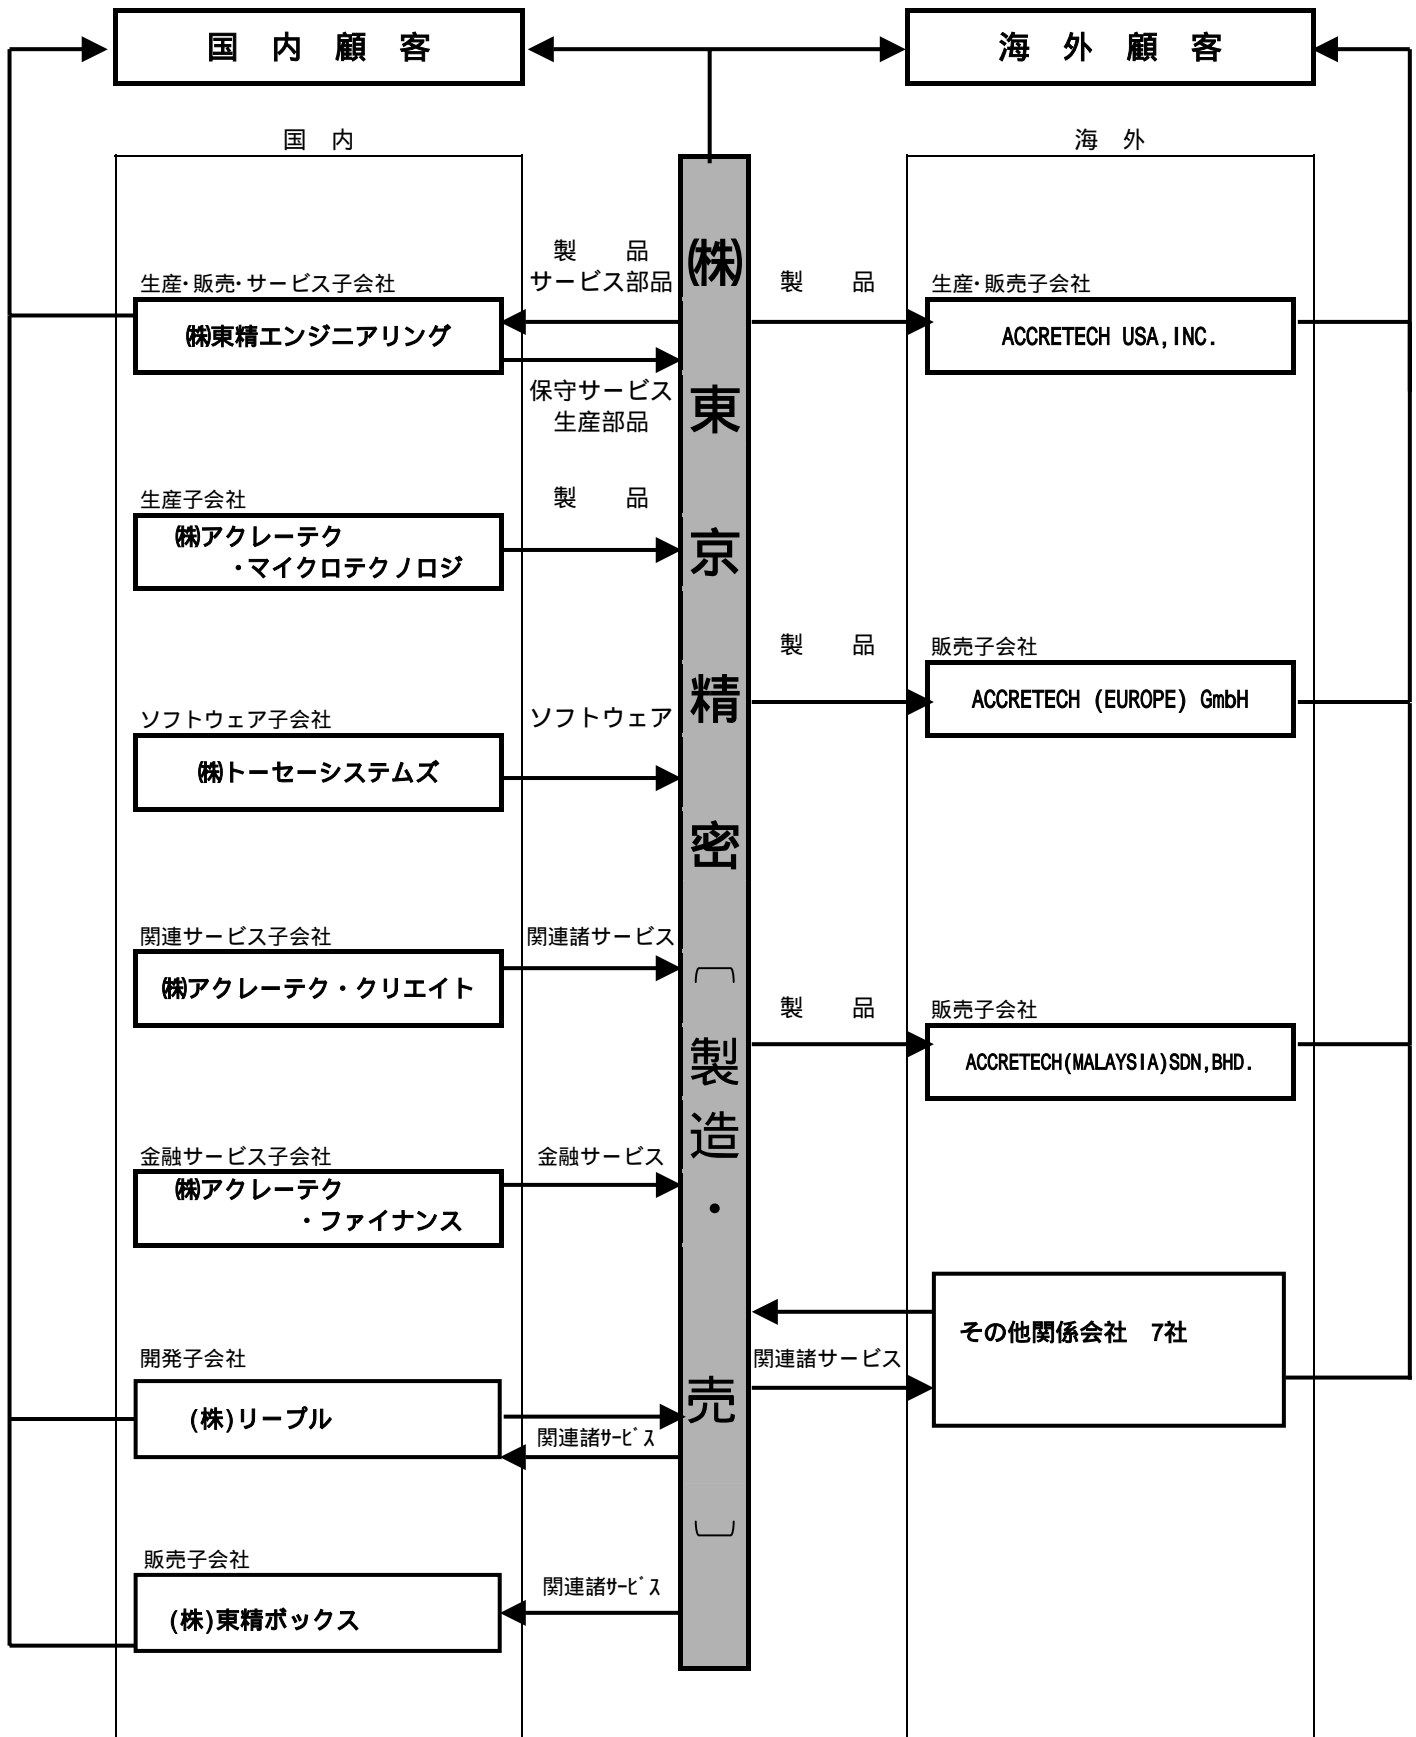 国　内　顧　客
海　外　顧　客
国　内
海　外
製　　品
サービス部品
生産・販売・サービス子会社
㈱東精エンジニアリング
保守サービス
生産部品
製　　品
生産子会社
㈱アクレーテク
・マイクロテクノロジ
ソフトウェア
ソフトウェア子会社
㈱トーセーシステムズ
関連サービス子会社
関連諸サービス
㈱アクレーテク・クリエイト
金融サービス子会社
金融サービス
㈱アクレーテク
・ファイナンス
開発子会社
(株)リープル
関連諸ｻｰﾋﾞｽ
販売子会社
関連諸ｻｰﾋﾞｽ
(株)東精ボックス
㈱東京精密〔製造・売〕
製　　品
生産・販売子会社
ACCRETECH USA,INC.
製　　品
販売子会社
ACCRETECH (EUROPE) GmbH
製　　品
販売子会社
ACCRETECH(MALAYSIA)SDN,BHD.
その他関係会社　7社
関連諸サービス